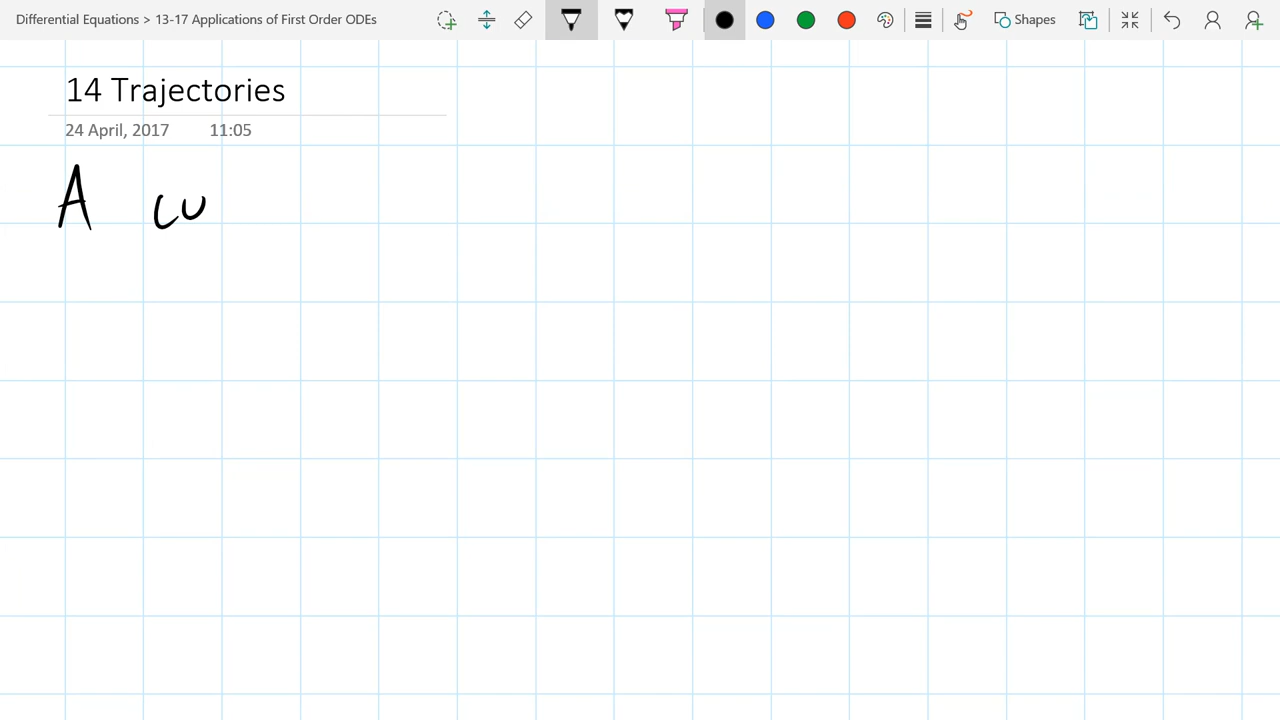 Differential Equations > 13-17 Applications of First Order ODEs
Shapes
14 Trajectories
24 April, 2017 11:05
A cu